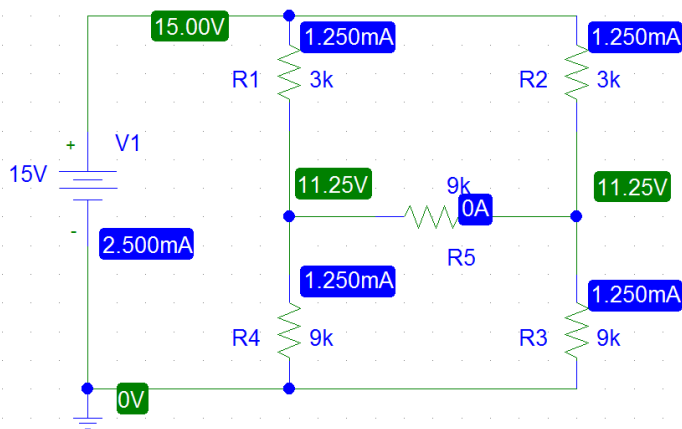 15.00V
1.250mA
1.250mA
R1
3k
R2
3k
+
V1
15V
11.25V
9k
11.25V
0A
-
2.500mA
R5
1.250mA
1.250mA
R4
9k
R3
9k
0V